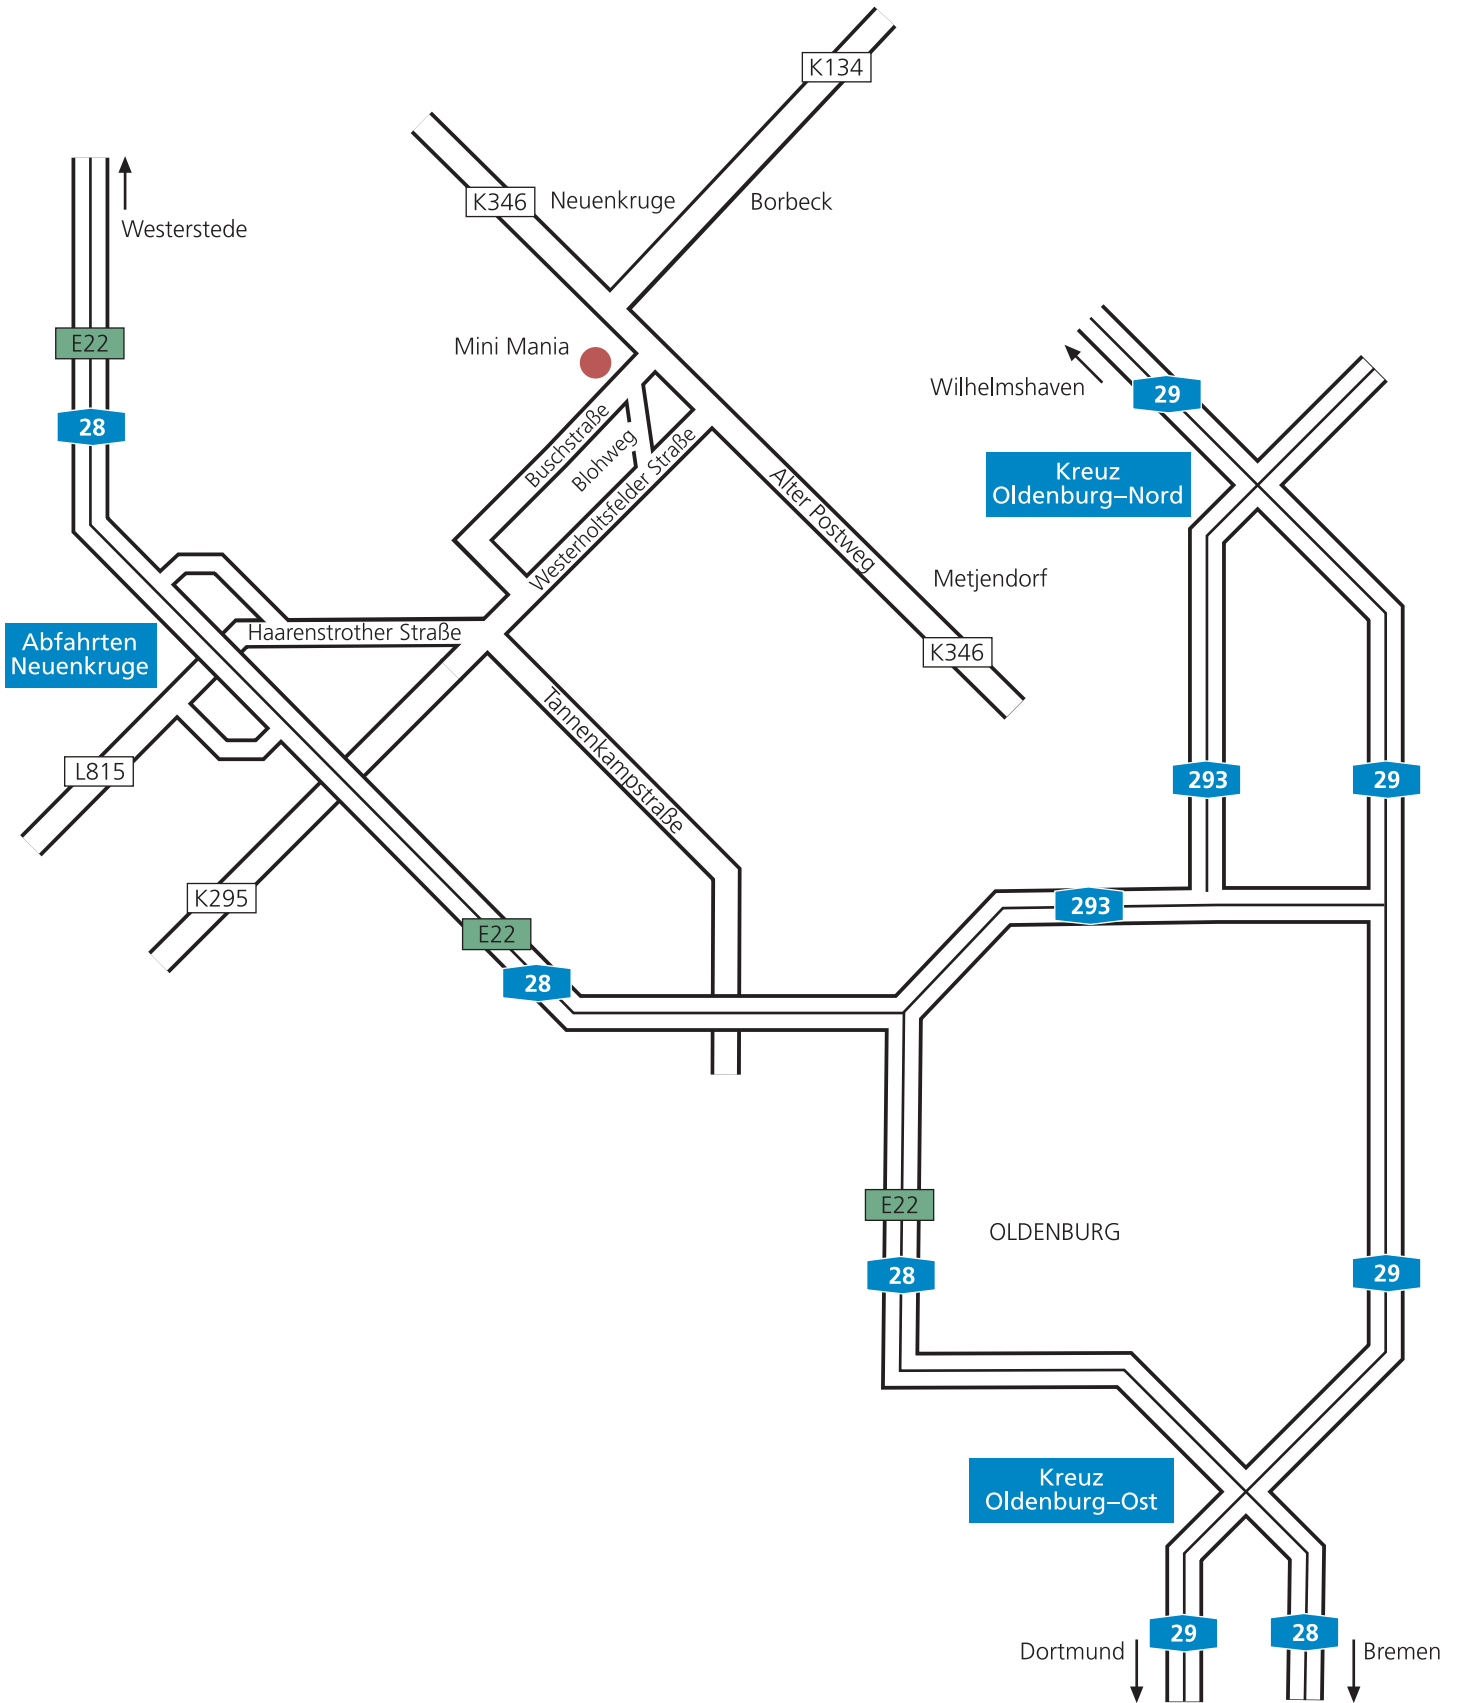 K134
K346
Neuenkruge
Borbeck
Westerstede
E22
Mini Mania
Wilhelmshaven
29
28
Buschstraße
Blohweg
Westerholtsfelder Straße
Alter Postweg
Kreuz
Oldenburg–Nord
Metjendorf
Haarenstrother Straße
Abfahrten
Neuenkruge
K346
Tannenkampstraße
L815
293
29
K295
293
E22
28
E22
OLDENBURG
28
29
Kreuz
Oldenburg–Ost
29
28
Dortmund
Bremen